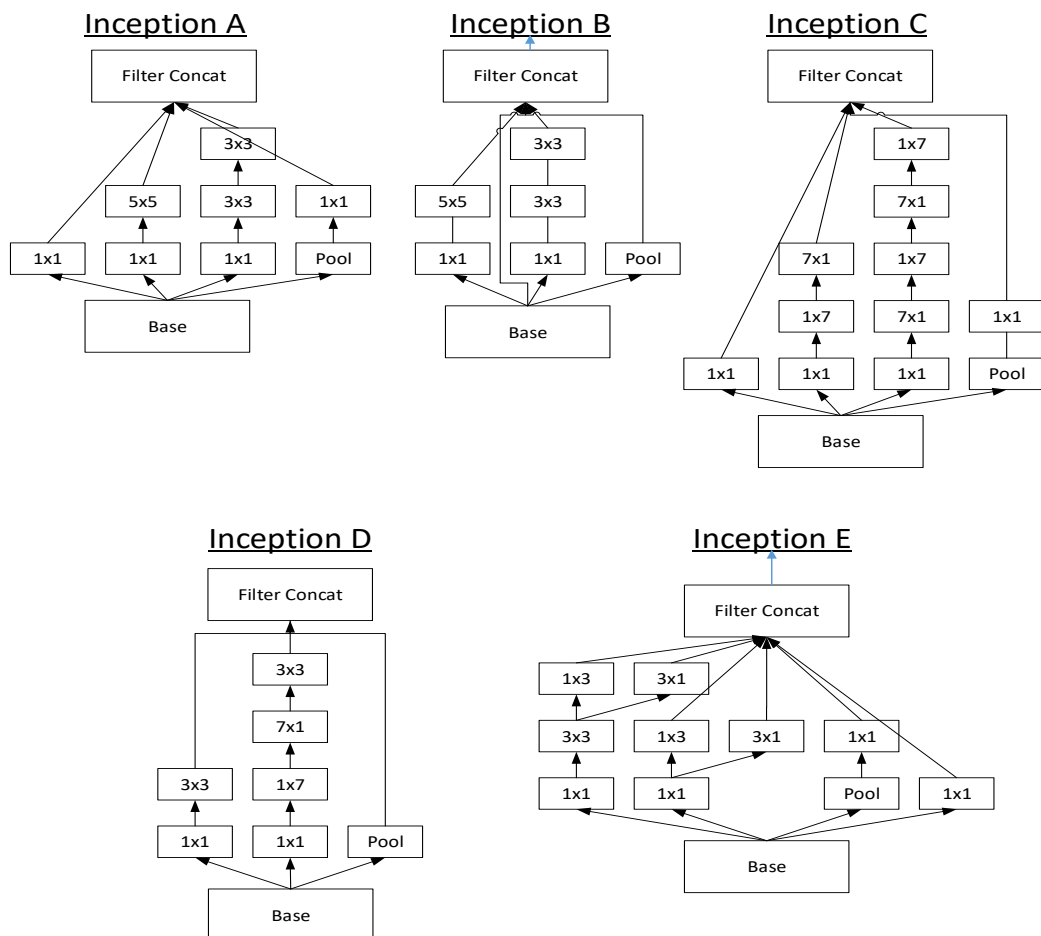 Inception A
Filter Concat
3x3
5x5
3x3
1x1
1x1
1x1
1x1
Pool
Base
Inception B
Filter Concat
3x3
5x5
3x3
1x1
1x1
Pool
Base
Inception C
Filter Concat
1x7
7x1
7x1
1x7
1x7
7x1
1x1
1x1
1x1
1x1
Pool
Base
Inception D
Filter Concat
3x3
7x1
3x3
1x7
1x1
1x1
Pool
Base
Inception E
Filter Concat
1x3
3x1
3x3
1x3
3x1
1x1
1x1
1x1
Pool
1x1
Base